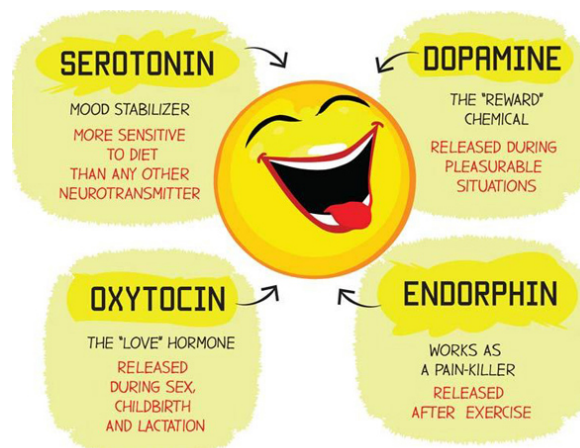 SEROTONIN
MOOD STABILIZER
MORE SENSITIVE
TO DIET
THAN ANY OTHER
NEUROTRANSMITTER
DOPAMINE
THE "REWARD"
CHEMICAL
RELEASED DURING
PLEASURABLE
SITUATIONS
OXYTOCIN
THE "LOVE" HORMONE
RELEASED
DURING SEX,
CHILDBIRTH
AND LACTATION
ENDORPHIN
WORKS AS
A PAIN-KILLER
RELEASED
AFTER EXERCISE